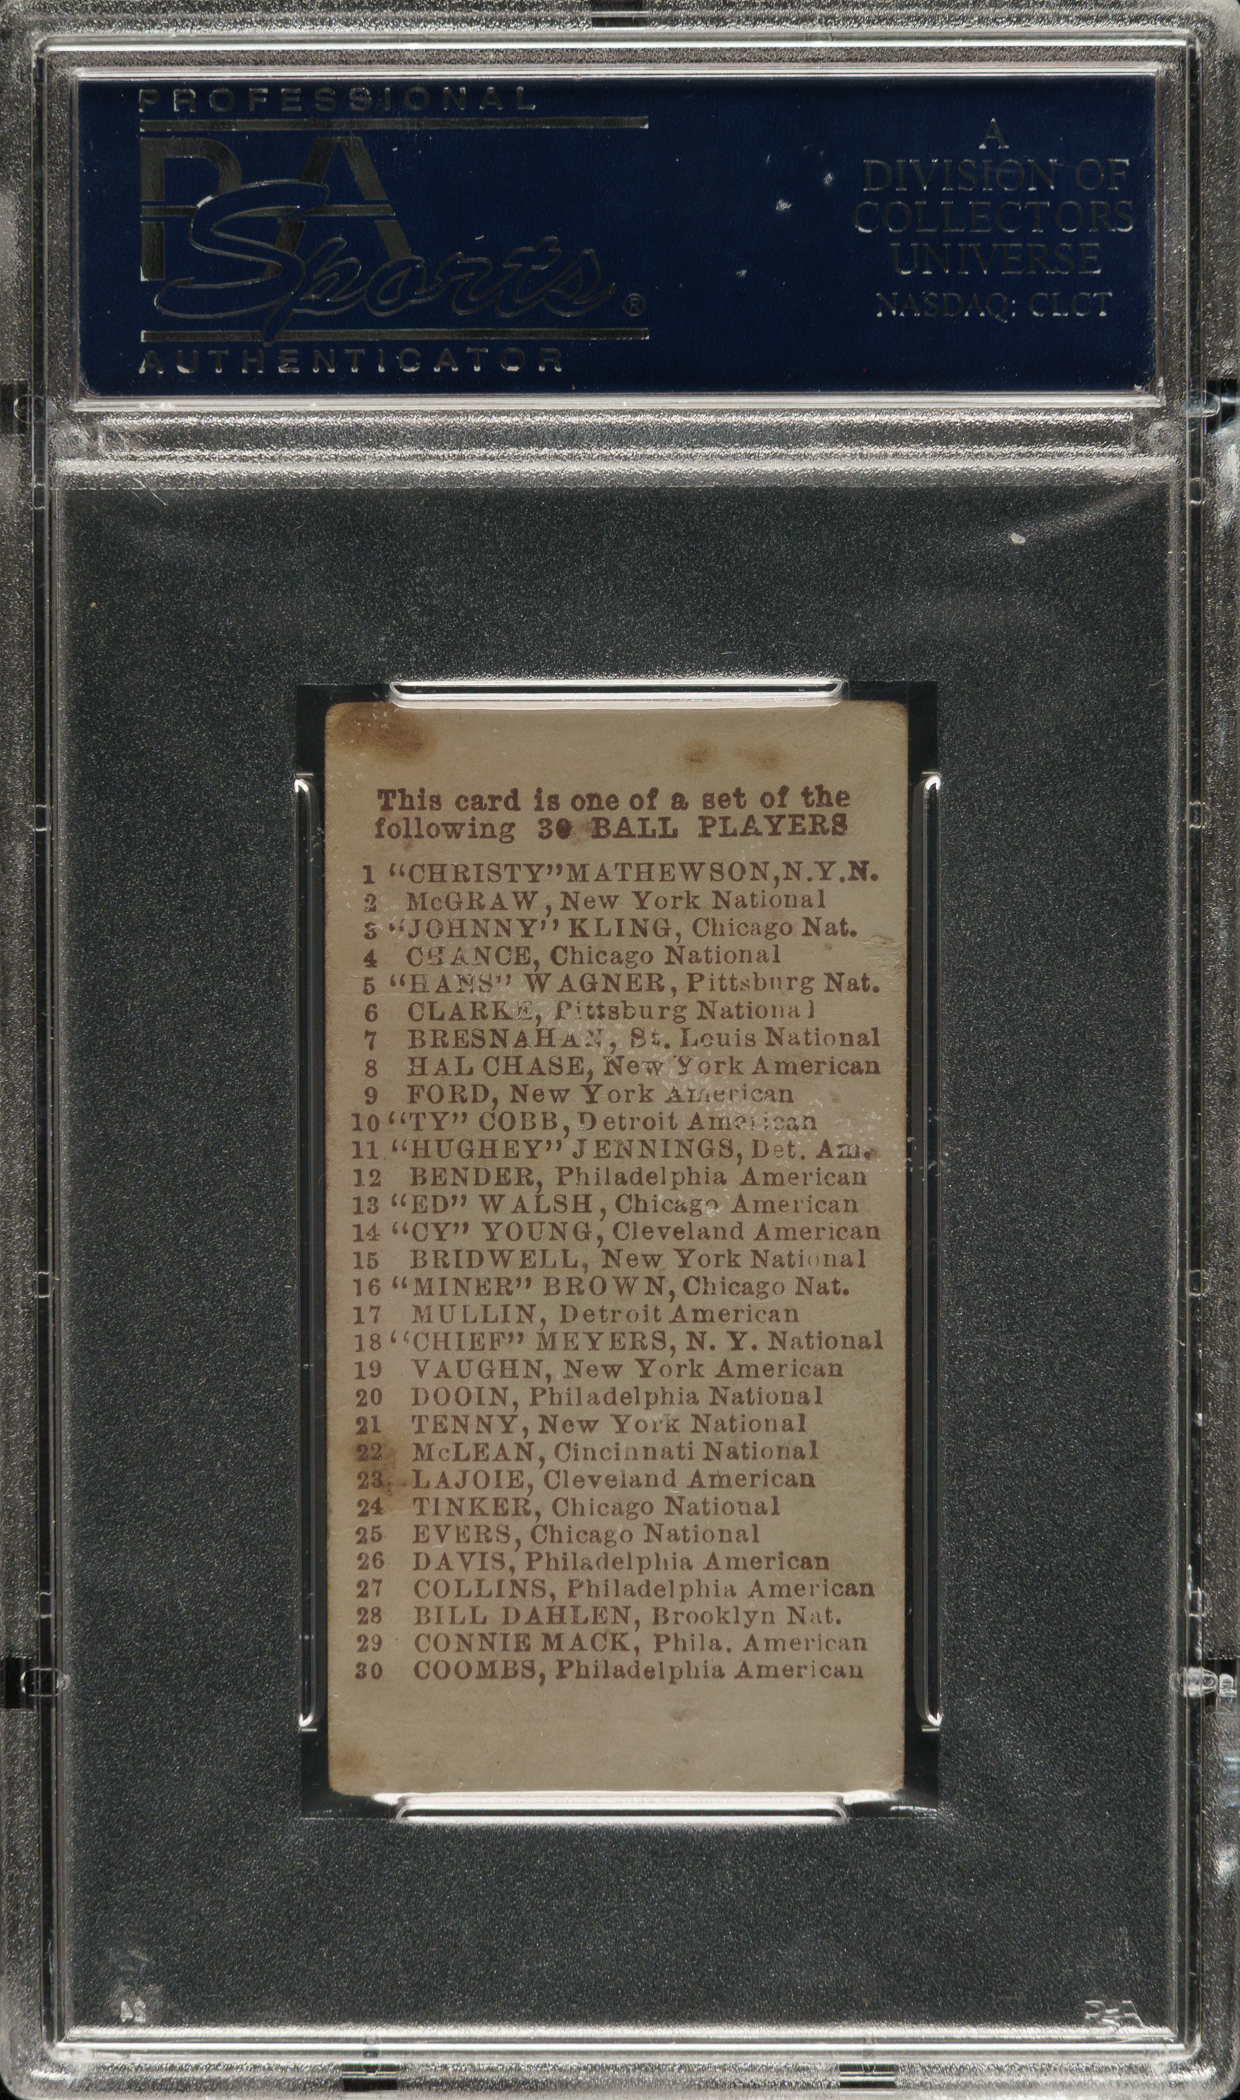 PROFESSIONAL
PSA
Sports®
AUTHENTICATOR
A
DIVISION OF
COLLECTORS
UNIVERSE
NASDAQ: CLCT
This card is one of a set of the
following 30 BALL PLAYERS
1 “CHRISTY” MATHEWSON, N.Y.N.
2 McGRAW, New York National
3 “JOHNNY” KLING, Chicago Nat.
4 CHANCE, Chicago National
5 “HANS” WAGNER, Pittsburg Nat.
6 CLARKE, Pittsburg National
7 BRESNAHAN, St. Louis National
8 HAL CHASE, New York American
9 FORD, New York American
10 “TY” COBB, Detroit American
11 “HUGHEY” JENNINGS, Det. Am.
12 BENDER, Philadelphia American
13 “ED” WALSH, Chicago American
14 “CY” YOUNG, Cleveland American
15 BRIDWELL, New York National
16 “MINER” BROWN, Chicago Nat.
17 MULLIN, Detroit American
18 “CHIEF” MEYERS, N. Y. National
19 VAUGHN, New York American
20 DOOIN, Philadelphia National
21 TENNY, New York National
22 McLEAN, Cincinnati National
23 LAJOIE, Cleveland American
24 TINKER, Chicago National
25 EVERS, Chicago National
26 DAVIS, Philadelphia American
27 COLLINS, Philadelphia American
28 BILL DAHLEN, Brooklyn Nat.
29 CONNIE MACK, Phila. American
30 COOMBS, Philadelphia American
PSA